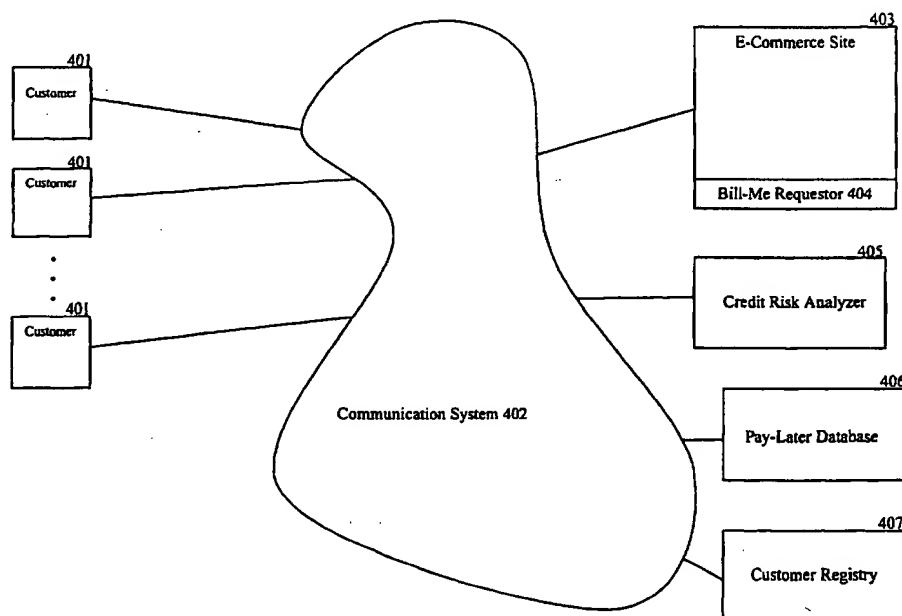 401
Customer
401
Customer
401
Customer
Communication System 402
403
E-Commerce Site
Bill-Me Requestor 404
405
Credit Risk Analyzer
406
Pay-Later Database
407
Customer Registry